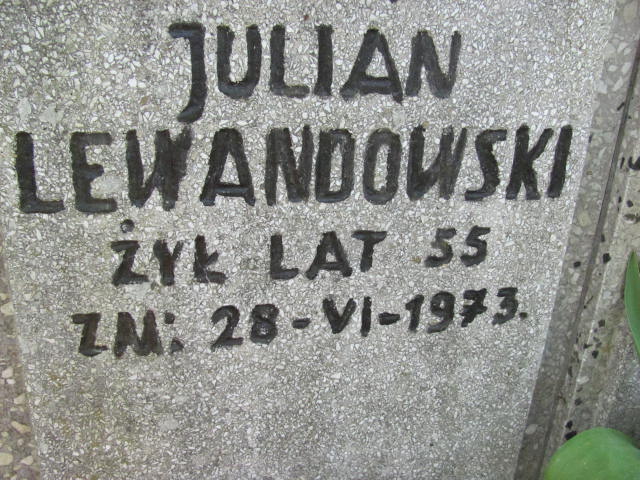 JULIAN
LEWANDOWSKI
ŻYŁ LAT 55
ZM: 28-VI-1973.